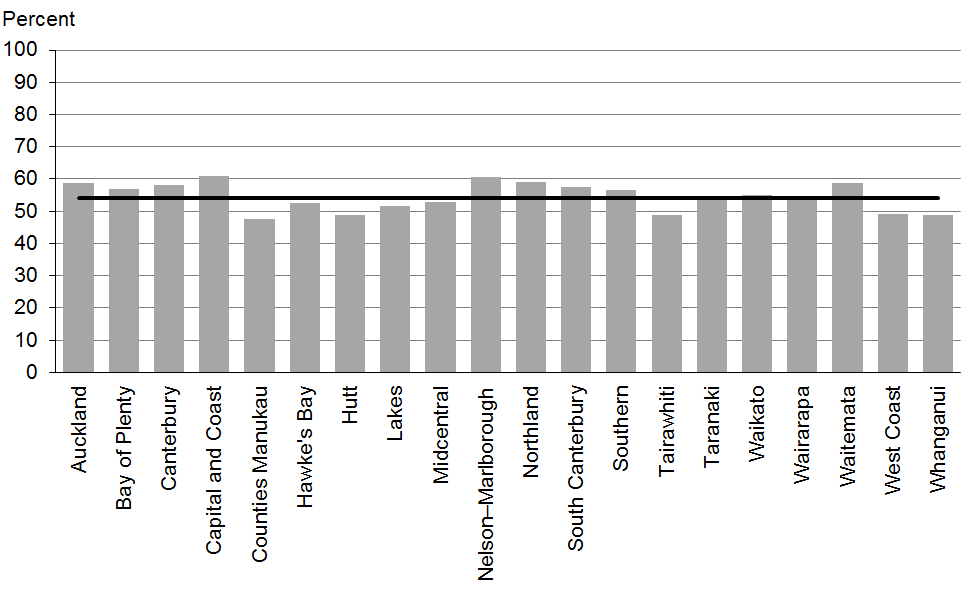 Percent
100
90
80
70
60
50
40
30
20
10
0
Auckland
Bay of Plenty
Canterbury
Capital and Coast
Counties Manukau
Hawke's Bay
Hutt
Lakes
Midcentral
Nelson–Marlborough
Northland
South Canterbury
Southern
Tairawhiti
Taranaki
Waikato
Wairarapa
Waitemata
West Coast
Whanganui